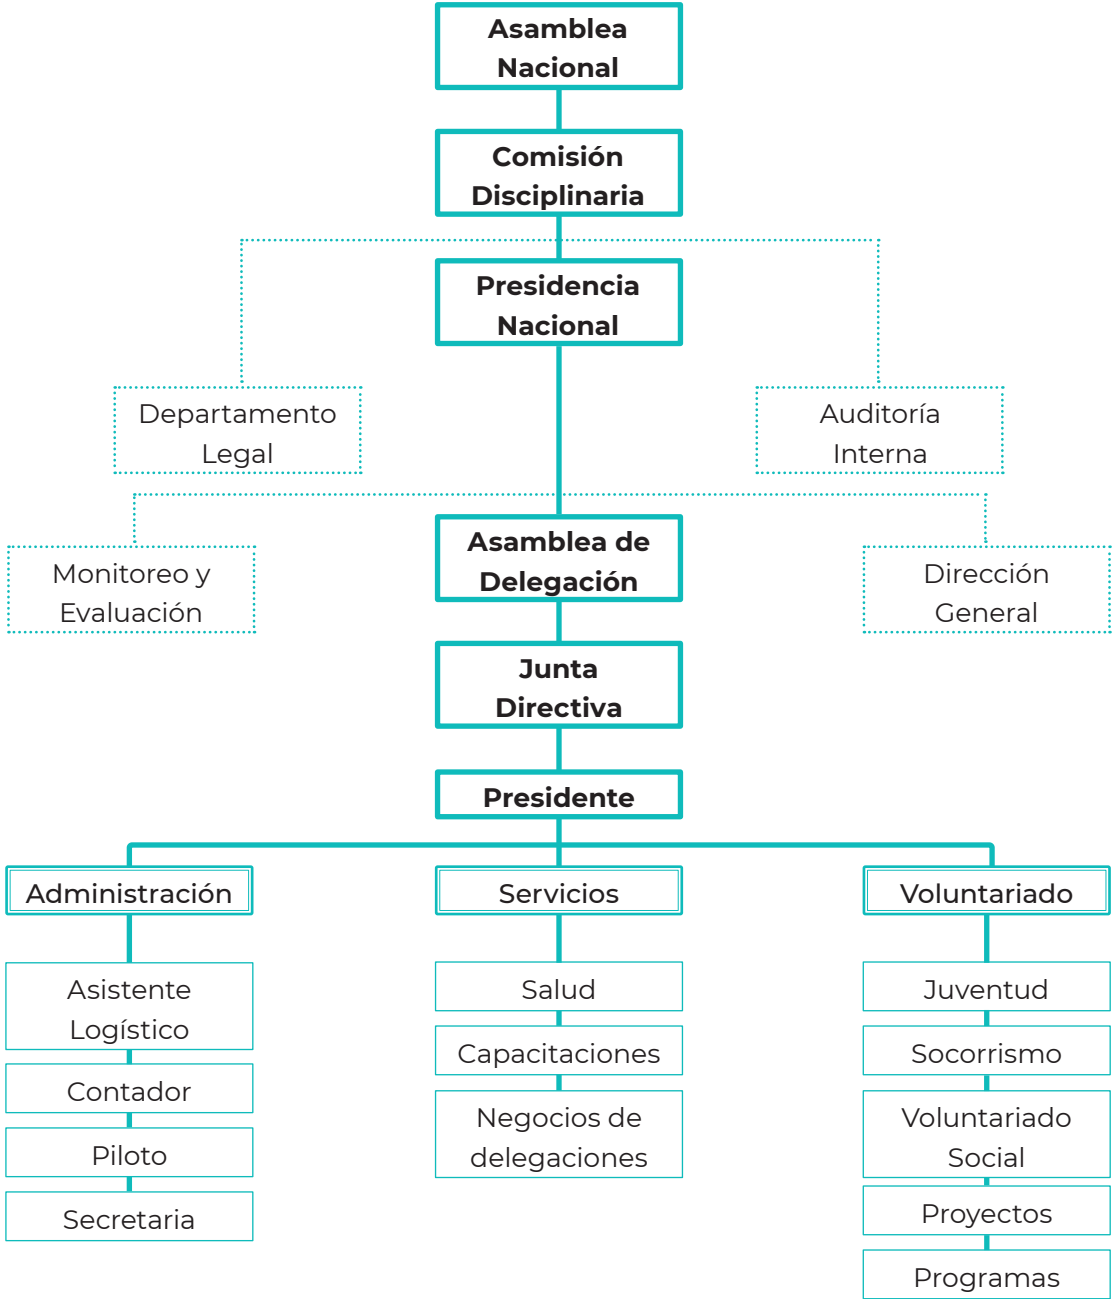 Asamblea
Nacional
Comisión
Disciplinaria
Presidencia
Nacional
Departamento
Legal
Auditoría
Interna
Asamblea de
Delegación
Monitoreo y
Evaluación
Dirección
General
Junta
Directiva
Presidente
Administración
Servicios
Voluntariado
Asistente
Logístico
Contador
Piloto
Secretaria
Salud
Capacitaciones
Negocios de
delegaciones
Juventud
Socorrismo
Voluntariado
Social
Proyectos
Programas